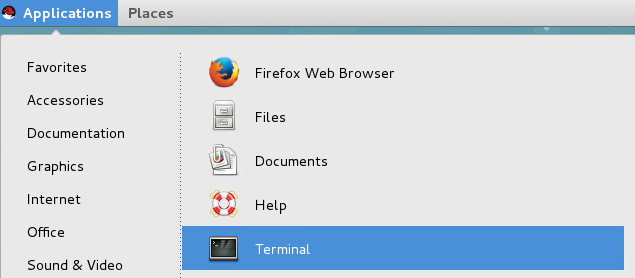 Applications Places
Favorites
Accessories
Documentation
Graphics
Internet
Office
Sound & Video
Firefox Web Browser
Files
Documents
Help
Terminal